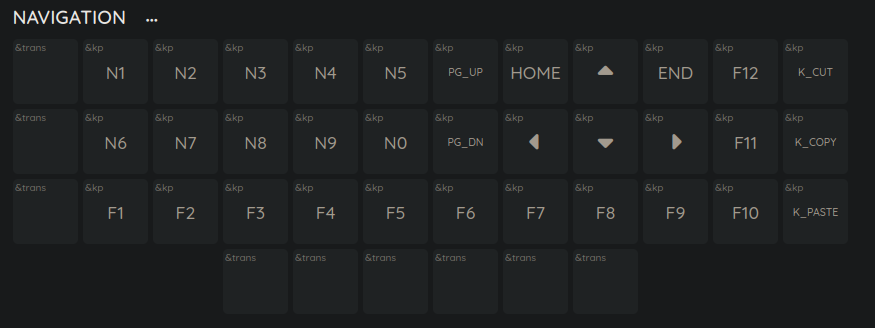 NAVIGATION ...
&trans &kp &kp &kp &kp &kp &kp &kp &kp &kp &kp &kp
N1 N2 N3 N4 N5 PG_UP HOME END F12 K_CUT
&trans &kp &kp &kp &kp &kp &kp &kp &kp &kp &kp &kp
N6 N7 N8 N9 N0 PG_DN F11 K_COPY
&trans &kp &kp &kp &kp &kp &kp &kp &kp &kp &kp &kp
F1 F2 F3 F4 F5 F6 F7 F8 F9 F10 K_PASTE
&trans &trans &trans &trans &trans &trans